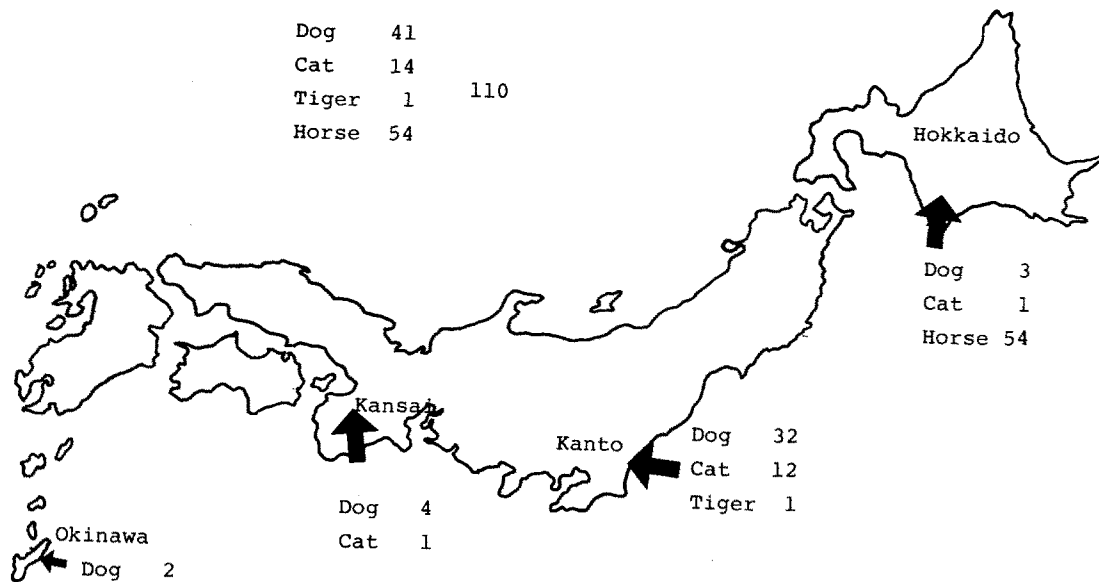 Dog 41
Cat 14
Tiger 1
Horse 54
110
Hokkaido
Dog 3
Cat 1
Horse 54
Kansai
Dog 4
Cat 1
Kanto
Dog 32
Cat 12
Tiger 1
Okinawa
Dog 2